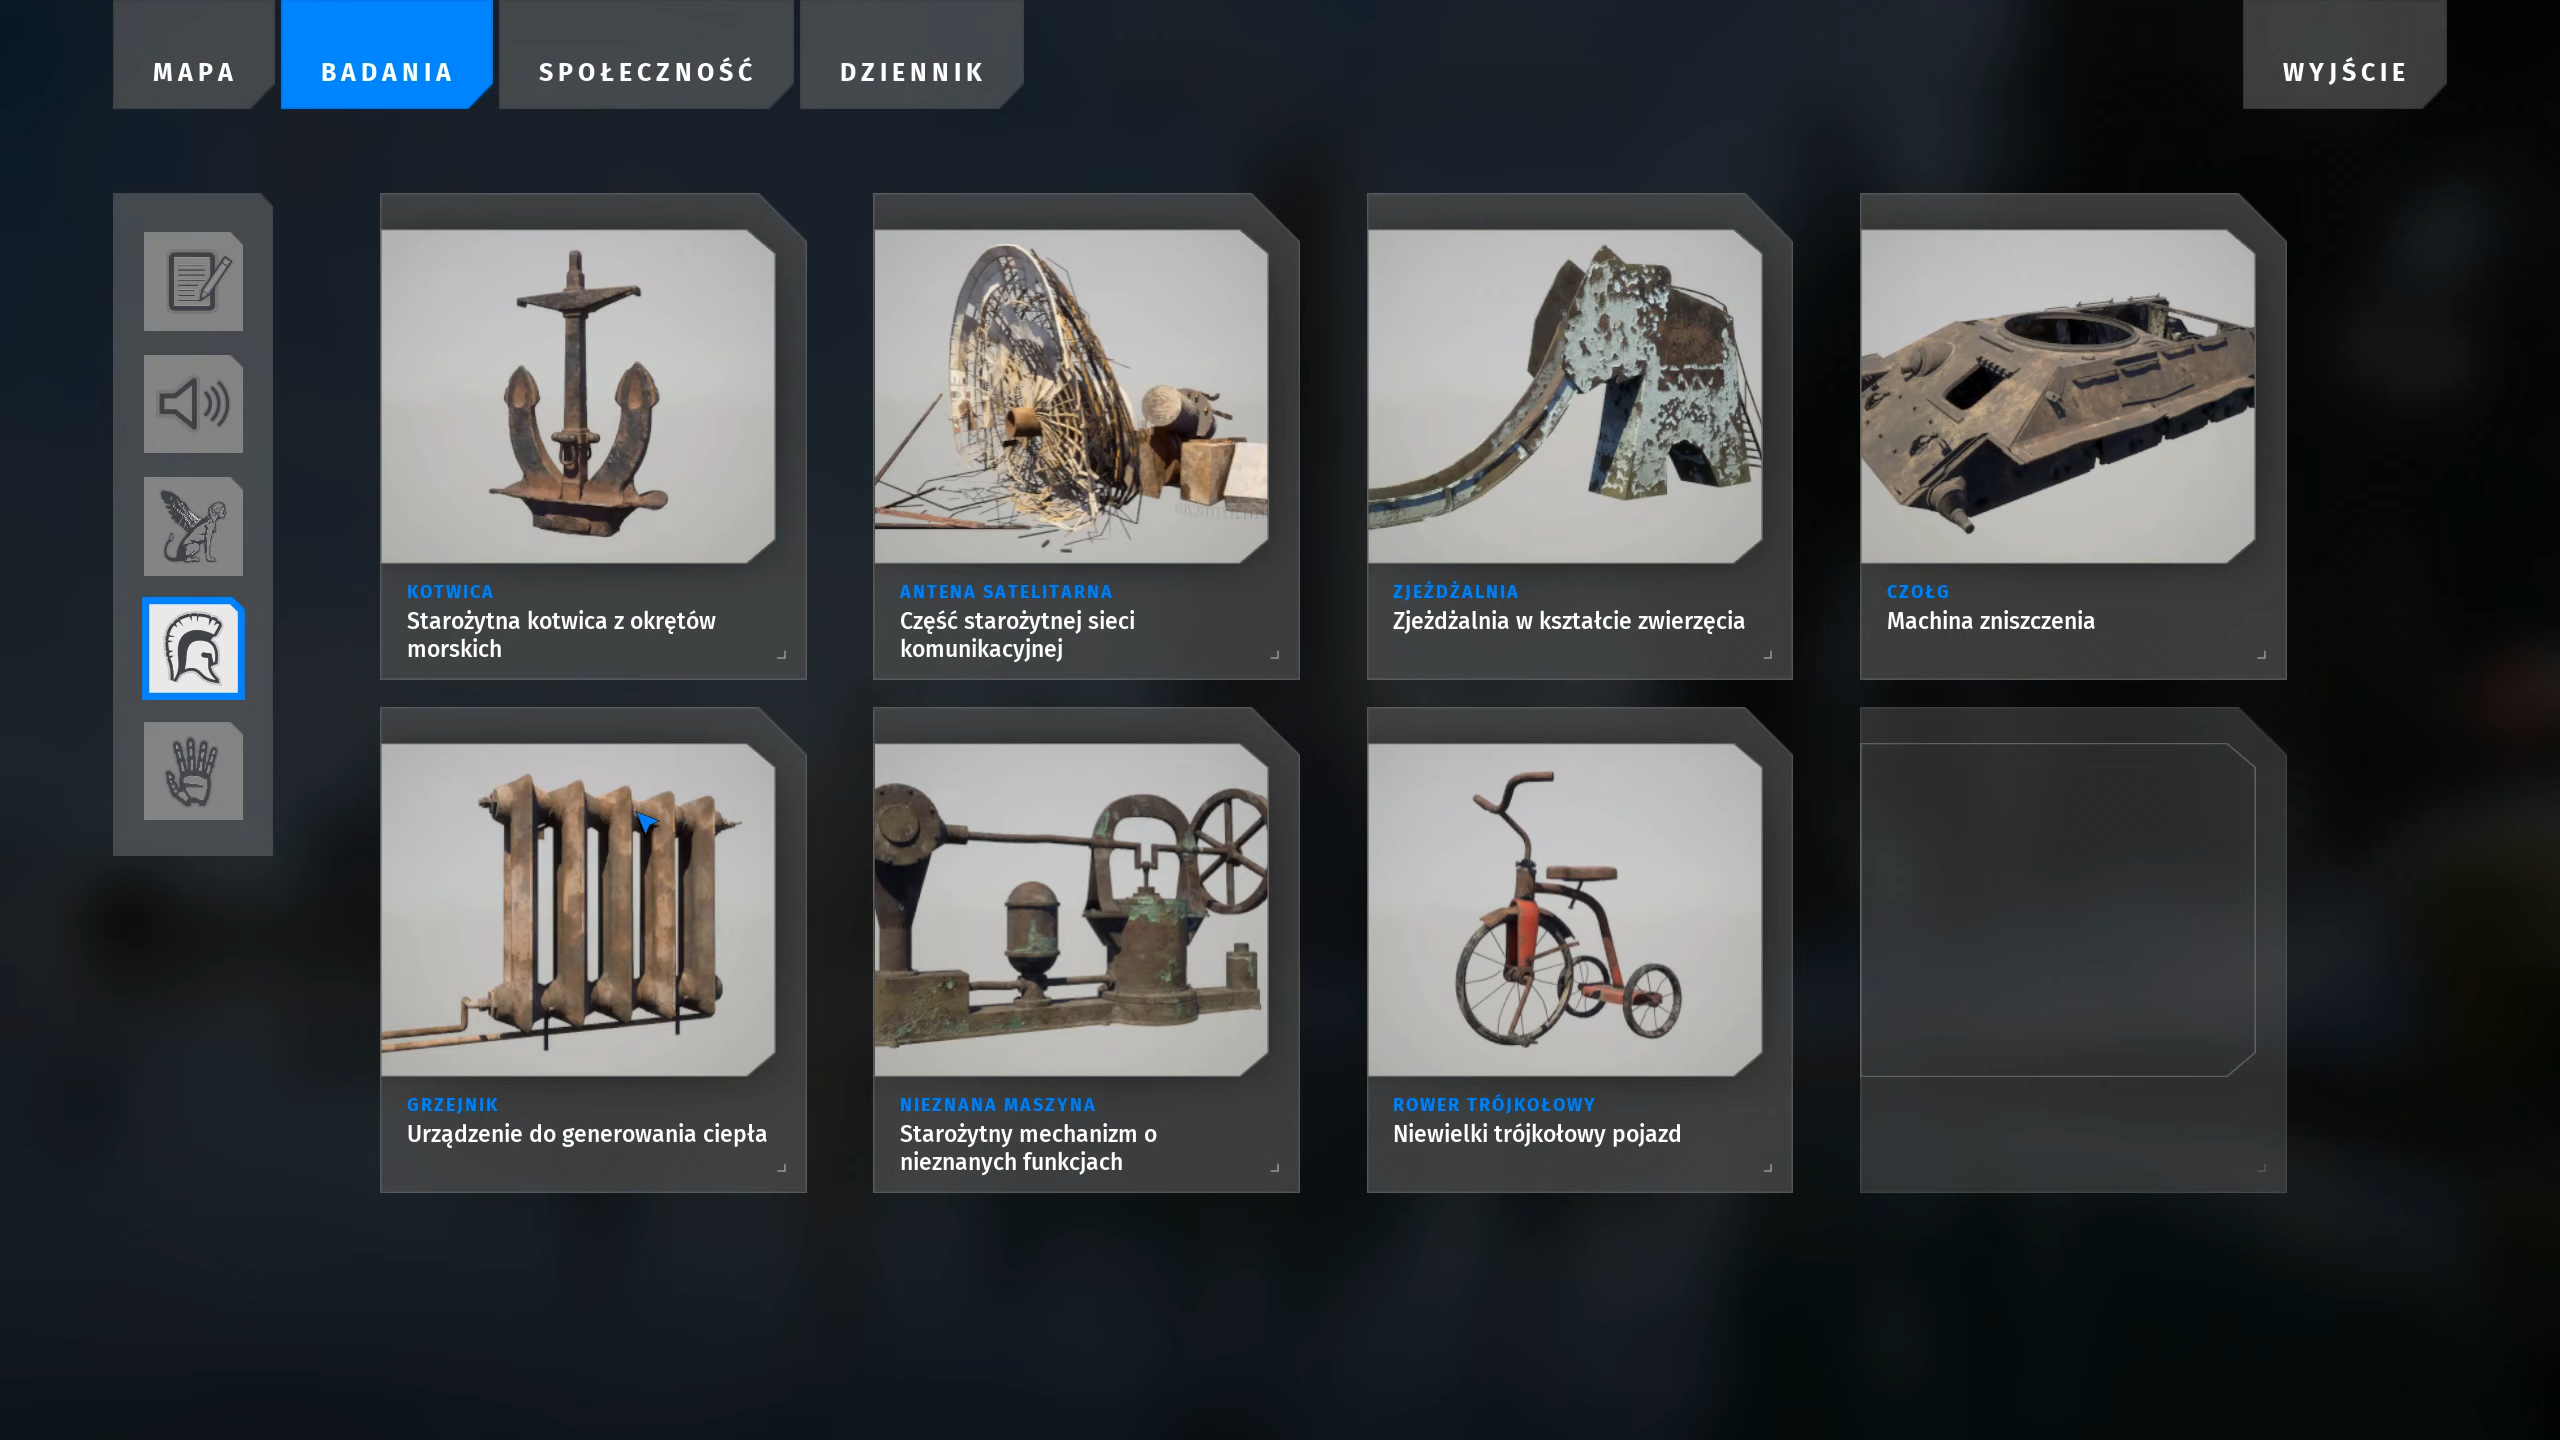 MAPA
BADANIA
SPOŁECZNOŚĆ
DZIENNIK
WYJŚCIE
KOTWICA
Starożytna kotwica z okrętów
morskich
ANTENA SATELITARNA
Część starożytnej sieci
komunikacyjnej
ZJEŻDŻALNIA
Zjeżdżalnia w kształcie zwierzęcia
CZOŁG
Machina zniszczenia
GRZEJNIK
Urządzenie do generowania ciepła
NIEZNANA MASZYNA
Starożytny mechanizm o
nieznanych funkcjach
ROWER TRÓJKOŁOWY
Niewielki trójkołowy pojazd